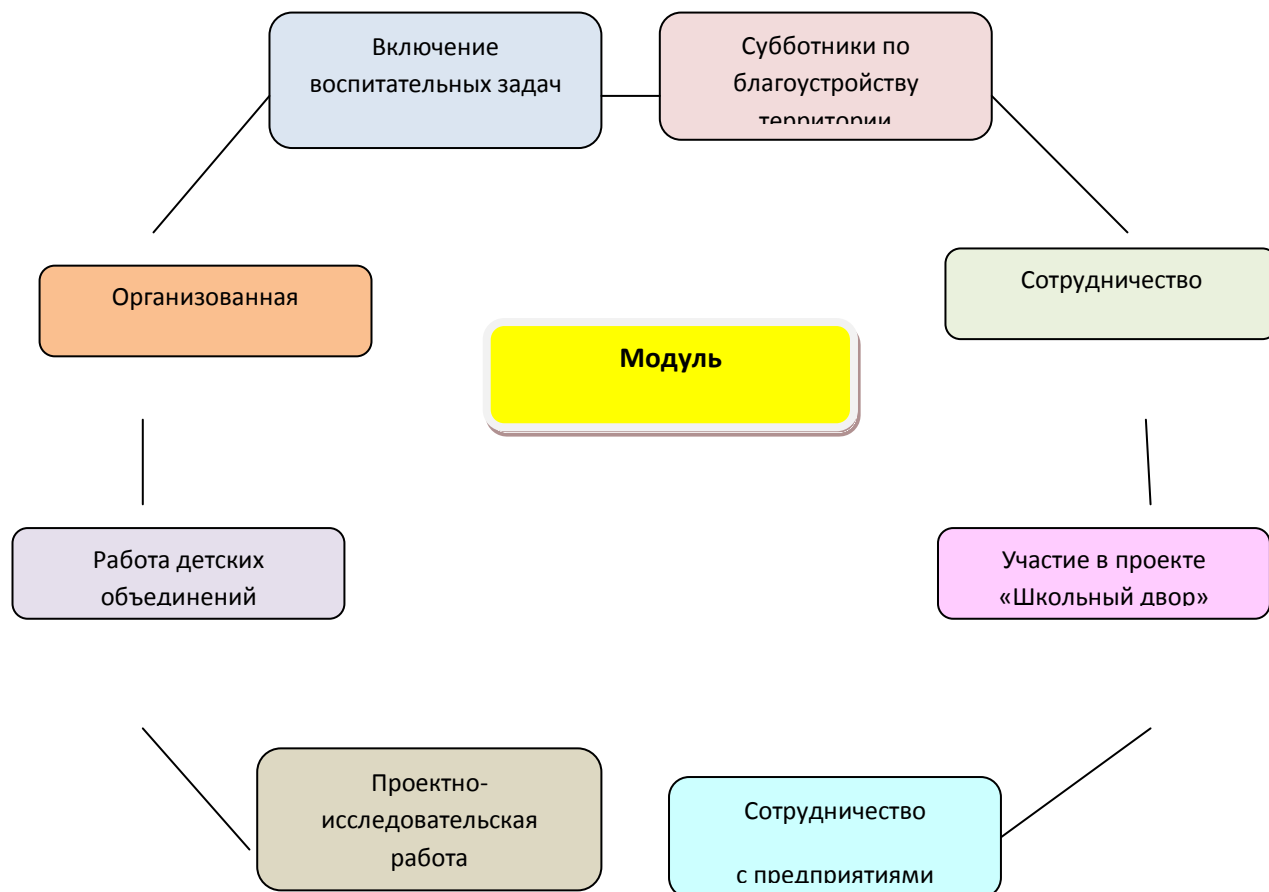 Включение
воспитательных задач
Субботники по
благоустройству
территории
Организованная
Сотрудничество
Модуль
Работа детских
объединений
Участие в проекте
«Школьный двор»
Проектно-
исследовательская
работа
Сотрудничество
с предприятиями